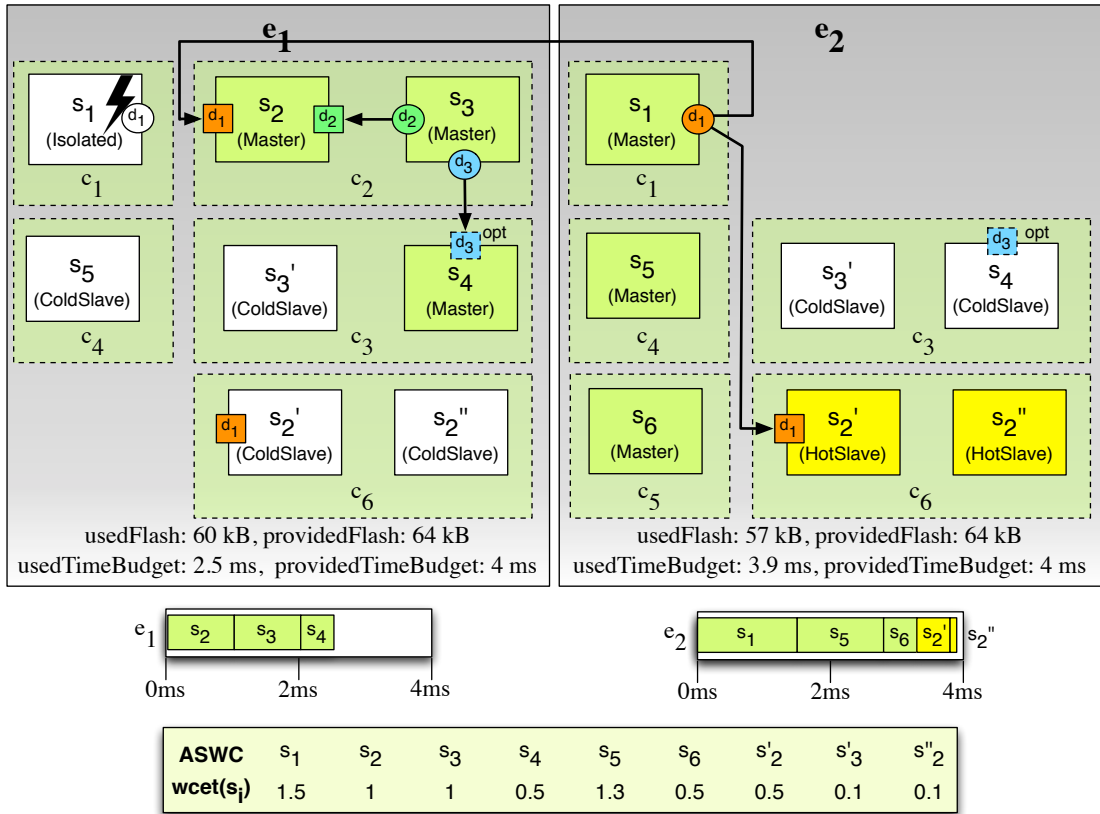 e1
e2
s1
(Isolated)
d1
c1
d1
s2
(Master)
d2
d2
s3
(Master)
d3
c2
s1
(Master)
d1
c1
s5
(ColdSlave)
c4
s3'
(ColdSlave)
d3
opt
s4
(Master)
c3
s5
(Master)
c4
s3'
(ColdSlave)
d3
opt
s4
(ColdSlave)
c3
d1
s2'
(ColdSlave)
s2''
(ColdSlave)
c6
s6
(Master)
c5
d1
s2'
(HotSlave)
s2''
(HotSlave)
c6
usedFlash: 60 kB, providedFlash: 64 kB
usedTimeBudget: 2.5 ms, providedTimeBudget: 4 ms
usedFlash: 57 kB, providedFlash: 64 kB
usedTimeBudget: 3.9 ms, providedTimeBudget: 4 ms
e1
s2 s3 s4
0ms 2ms 4ms
e2
s1 s5 s6 s2' s2''
0ms 2ms 4ms
ASWC s1 s2 s3 s4 s5 s6 s'2 s'3 s''2
wcet(si) 1.5 1 1 0.5 1.3 0.5 0.5 0.1 0.1